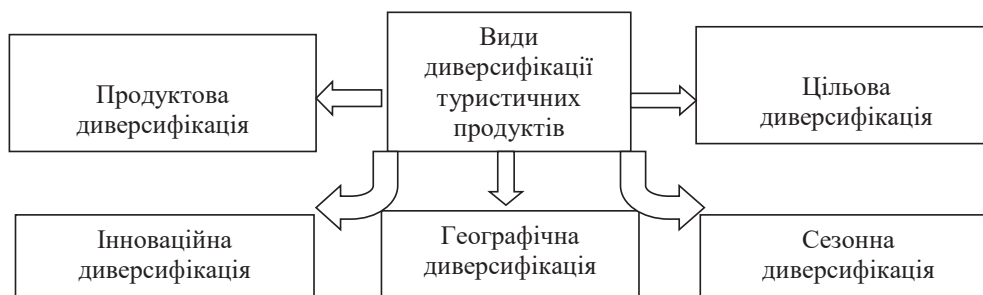 Види
диверсифікації
туристичних
продуктів
Продуктова
диверсифікація
Цільова
диверсифікація
Інноваційна
диверсифікація
Географічна
диверсифікація
Сезонна
диверсифікація